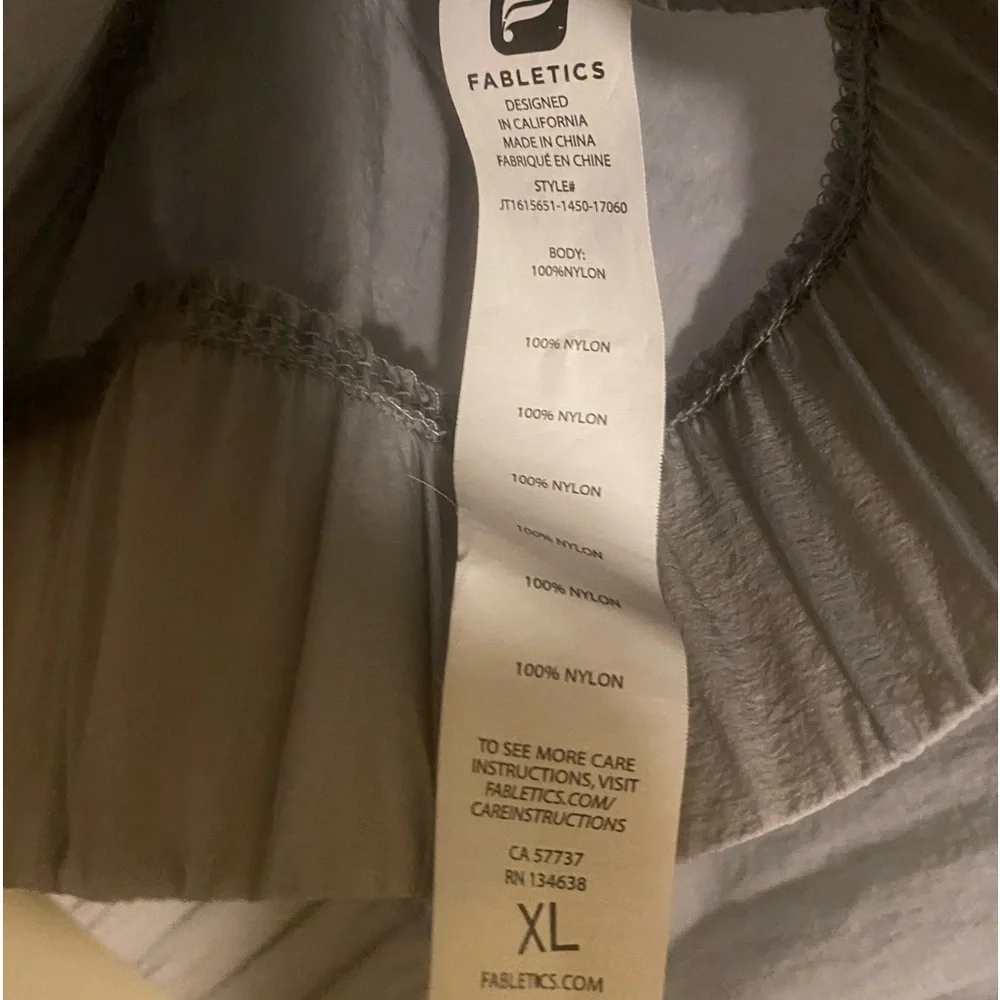 FABLETICS
DESIGNED
IN CALIFORNIA
MADE IN CHINA
FABRIQUÉ EN CHINE
STYLE#
JT1615651-1450-17060
BODY:
100%NYLON
100% NYLON
100% NYLON
100% NYLON
100% NYLON
100% NYLON
100% NYLON
TO SEE MORE CARE
INSTRUCTIONS, VISIT
FABLETICS.COM/
CAREINSTRUCTIONS
CA 57737
RN 134638
XL
FABLETICS.COM